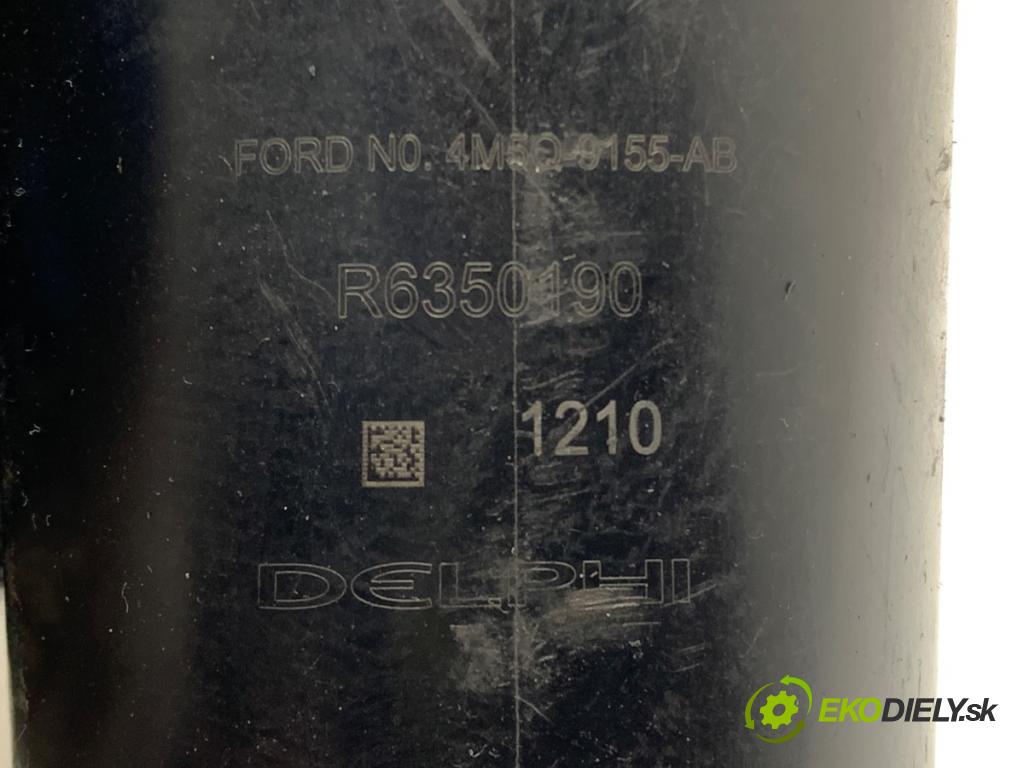 FORD NO. 4M5Q-9155-AB
R6350190
1210
DELPHI
EKODIELY.sk